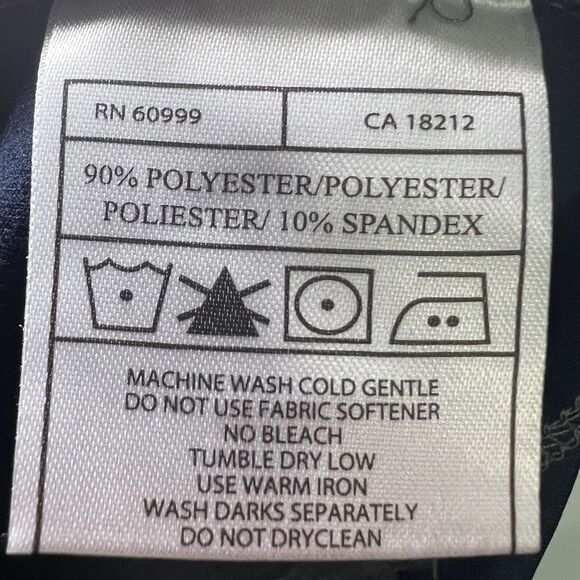 RN 60999
CA 18212
90% POLYESTER/POLYESTER/
POLIESTER/ 10% SPANDEX
MACHINE WASH COLD GENTLE
DO NOT USE FABRIC SOFTENER
NO BLEACH
TUMBLE DRY LOW
USE WARM IRON
WASH DARKS SEPARATELY
DO NOT DRYCLEAN